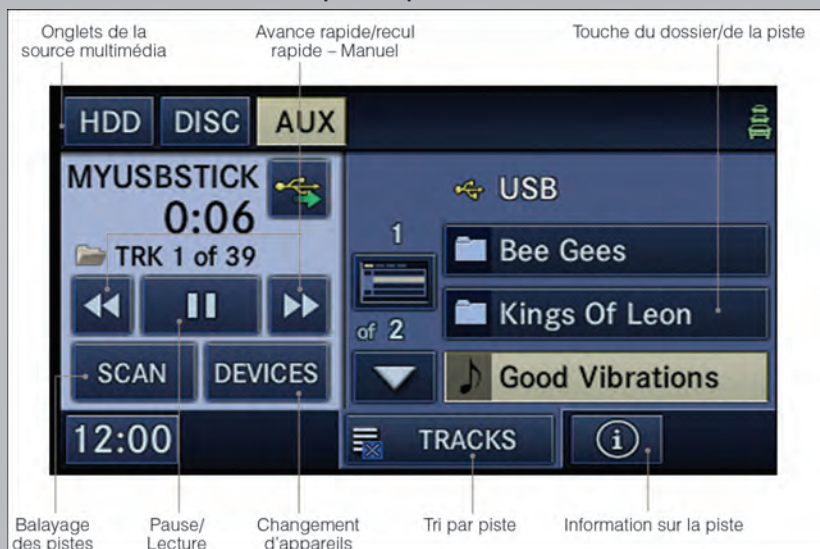 Onglets de la
source multimédia
Avance rapide/recul
rapide – Manuel
Touche du dossier/de la piste
HDD
DISC
AUX
MYUSBSTICK
0:06
TRK 1 of 39
SCAN
DEVICES
12:00
USB
1
of 2
Bee Gees
Kings Of Leon
Good Vibrations
TRACKS
i
Balayage
des pistes
Pause/
Lecture
Changement
d'appareils
Tri par piste
Information sur la piste